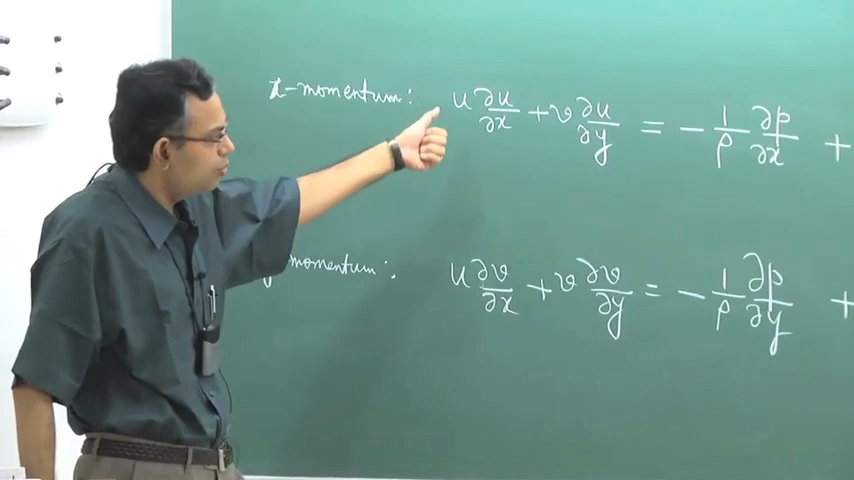 x-momentum: u ∂u/∂x + v ∂u/∂y = - 1/ρ ∂p/∂x +
momentum: u ∂v/∂x + v ∂v/∂y = - 1/ρ ∂p/∂y +